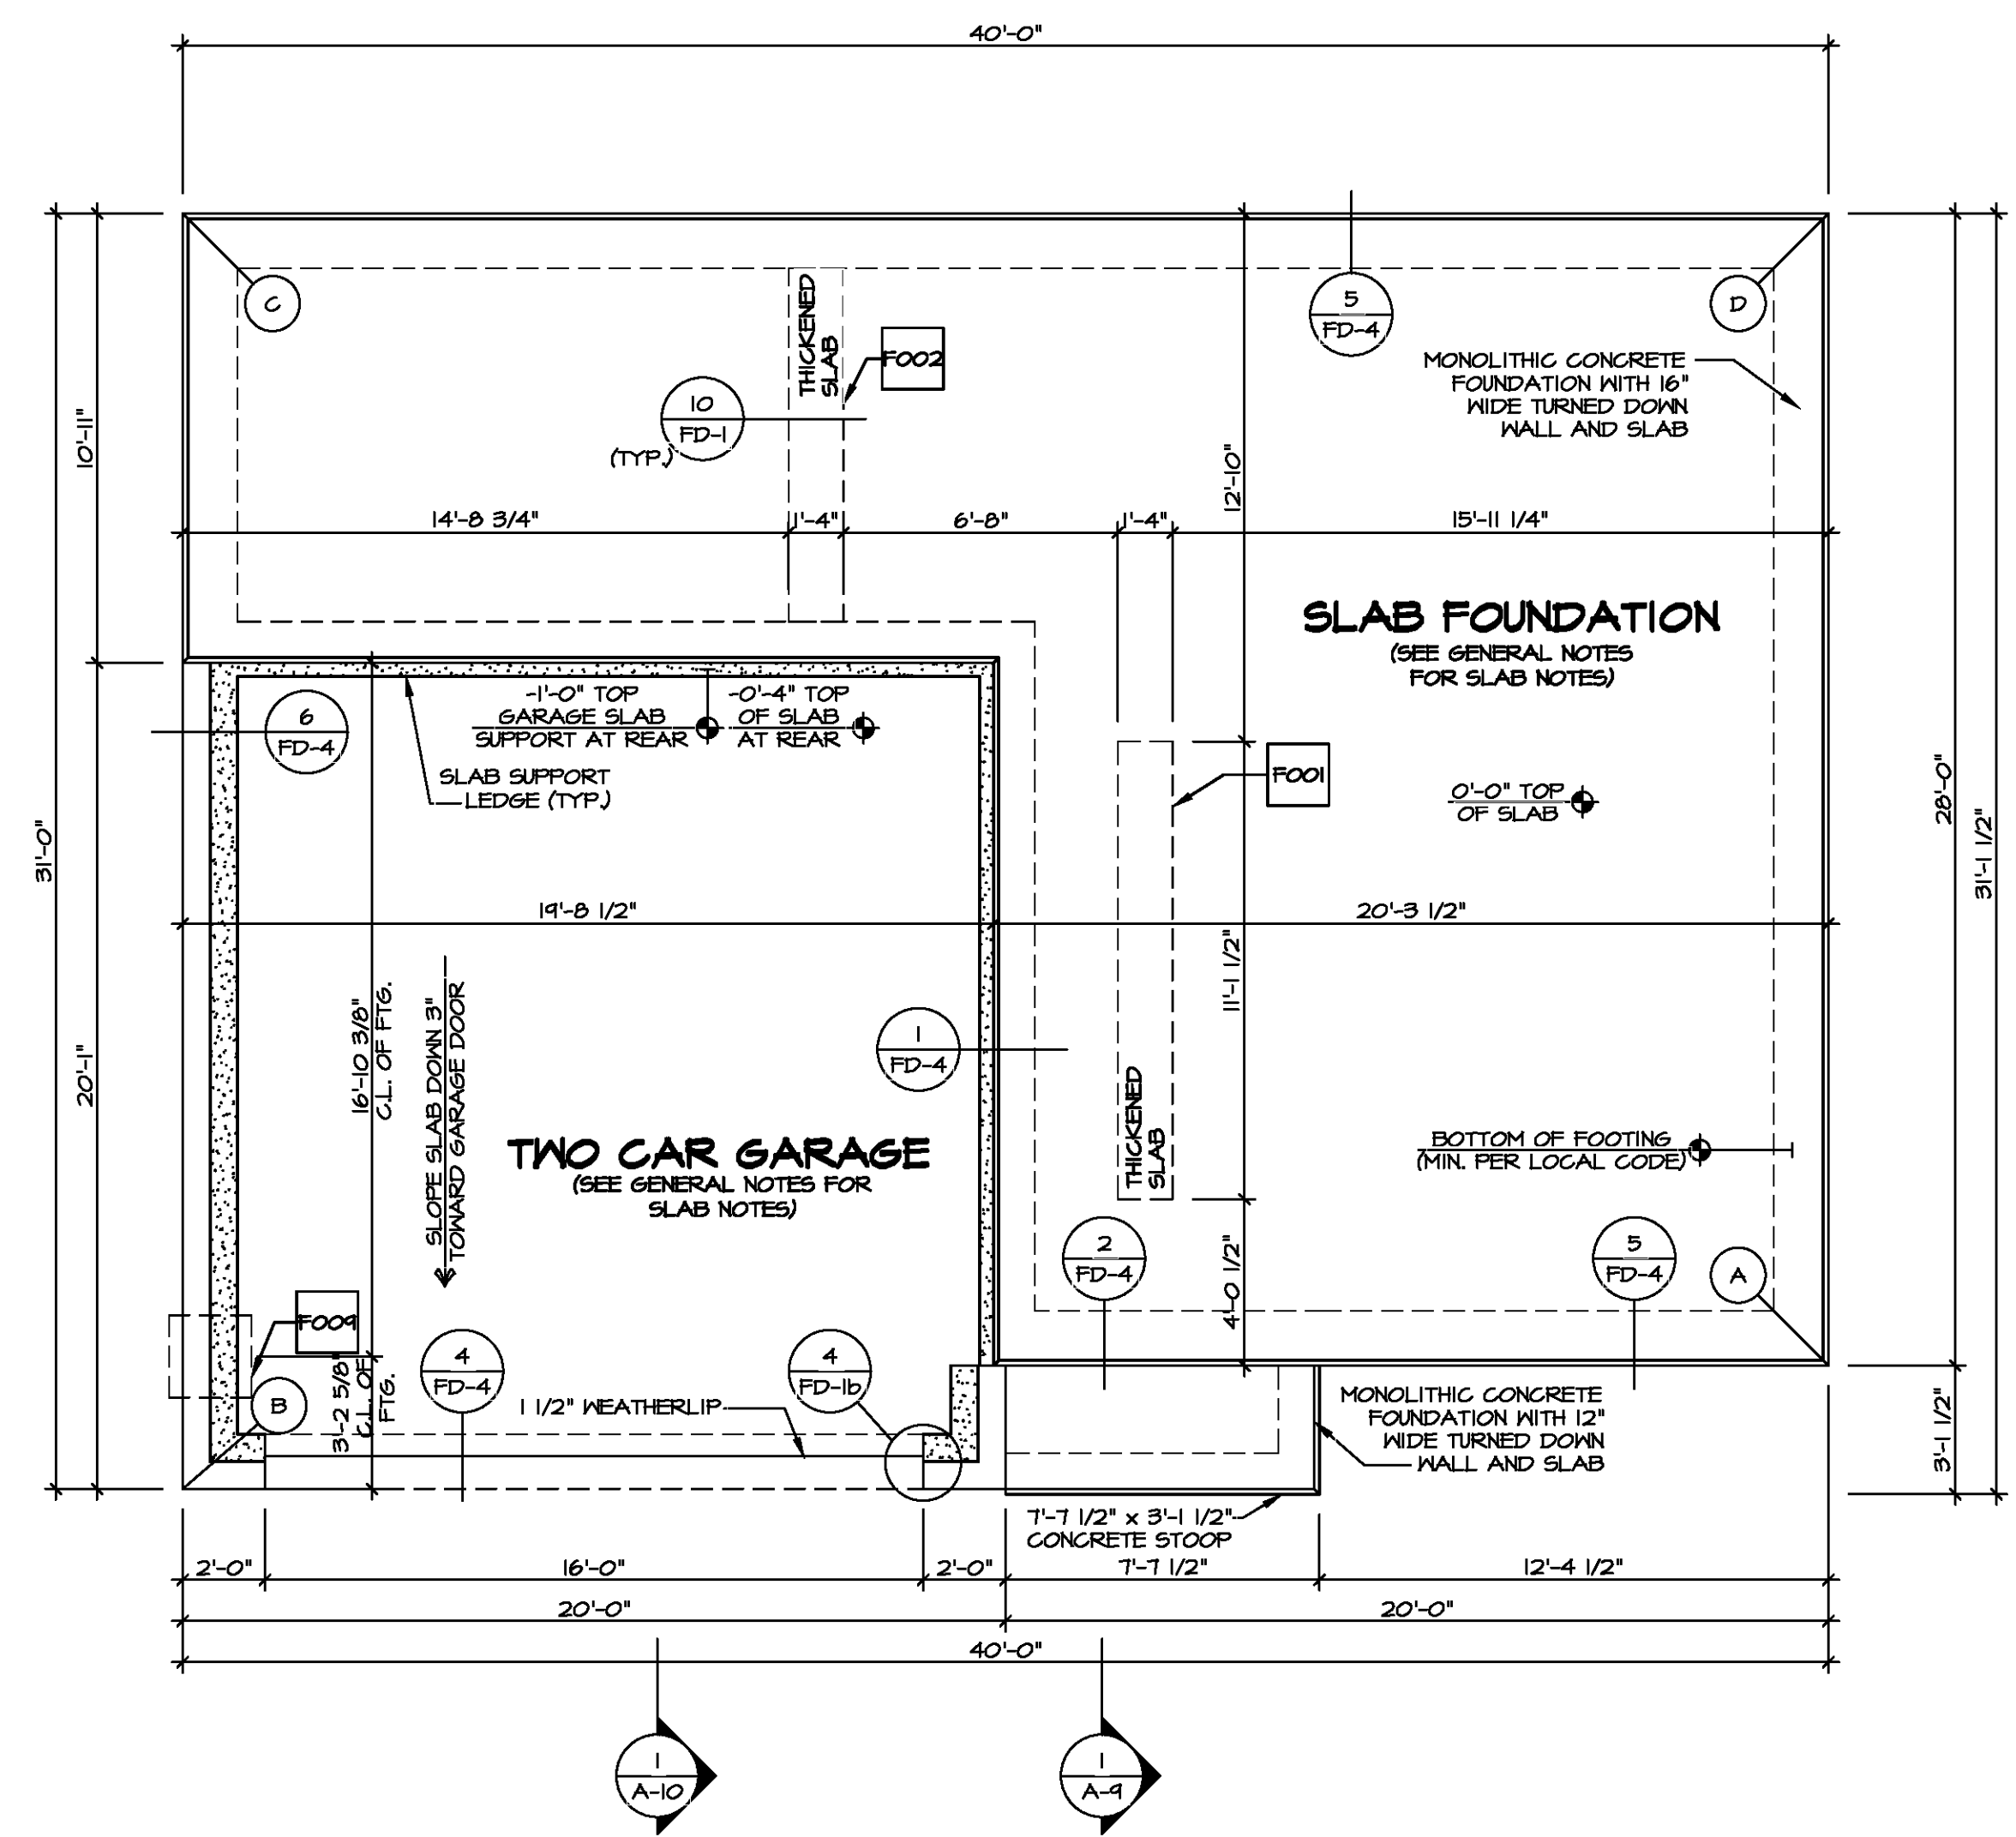 40'-0"
C
THICKENED
SLAB
F002
10
FD-1
(TYP.)
5
FD-4
D
MONOLITHIC CONCRETE
FOUNDATION WITH 16"
WIDE TURNED DOWN
WALL AND SLAB
10'-11"
12'-10"
14'-8 3/4"
1'-4"
6'-8"
1'-4"
15'-11 1/4"
SLAB FOUNDATION
(SEE GENERAL NOTES
FOR SLAB NOTES)
6
FD-4
-1'-0" TOP
GARAGE SLAB
SUPPORT AT REAR
-0'-4" TOP
OF SLAB
AT REAR
SLAB SUPPORT
LEDGE (TYP.)
F001
0'-0" TOP
OF SLAB
31'-0"
28'-0"
31'-1 1/2"
19'-8 1/2"
20'-3 1/2"
11'-1 1/2"
20'-1"
16'-10 3/8"
C.L. OF FTG.
SLOPE SLAB DOWN 3"
TOWARD GARAGE DOOR
1
FD-4
THICKENED
SLAB
TWO CAR GARAGE
(SEE GENERAL NOTES FOR
SLAB NOTES)
BOTTOM OF FOOTING
(MIN. PER LOCAL CODE)
2
FD-4
4'-0 1/2"
5
FD-4
A
F009
B
3'-2 5/8"
C.L. OF
FTG.
4
FD-4
4
FD-1b
1 1/2" WEATHERLIP
MONOLITHIC CONCRETE
FOUNDATION WITH 12"
WIDE TURNED DOWN
WALL AND SLAB
3'-1 1/2"
7'-7 1/2" x 3'-1 1/2"
CONCRETE STOOP
2'-0"
16'-0"
2'-0"
7'-7 1/2"
12'-4 1/2"
20'-0"
20'-0"
40'-0"
1
A-10
1
A-9